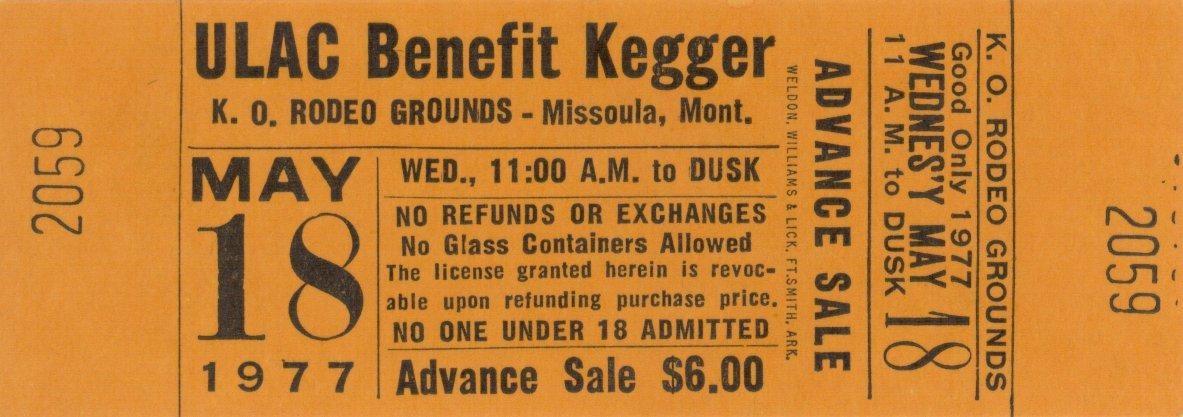 2059
ULAC Benefit Kegger
K. O. RODEO GROUNDS - Missoula, Mont.
MAY
18
1977
WED., 11:00 A.M. to DUSK
NO REFUNDS OR EXCHANGES
No Glass Containers Allowed
The license granted herein is revoc-
able upon refunding purchase price.
NO ONE UNDER 18 ADMITTED
Advance Sale $6.00
WELDON, WILLIAMS & LICK, FT.SMITH, ARK.
ADVANCE SALE
K. O. RODEO GROUNDS
Good Only 1977
WEDNES'Y MAY 18
11 A.M. to DUSK
2059